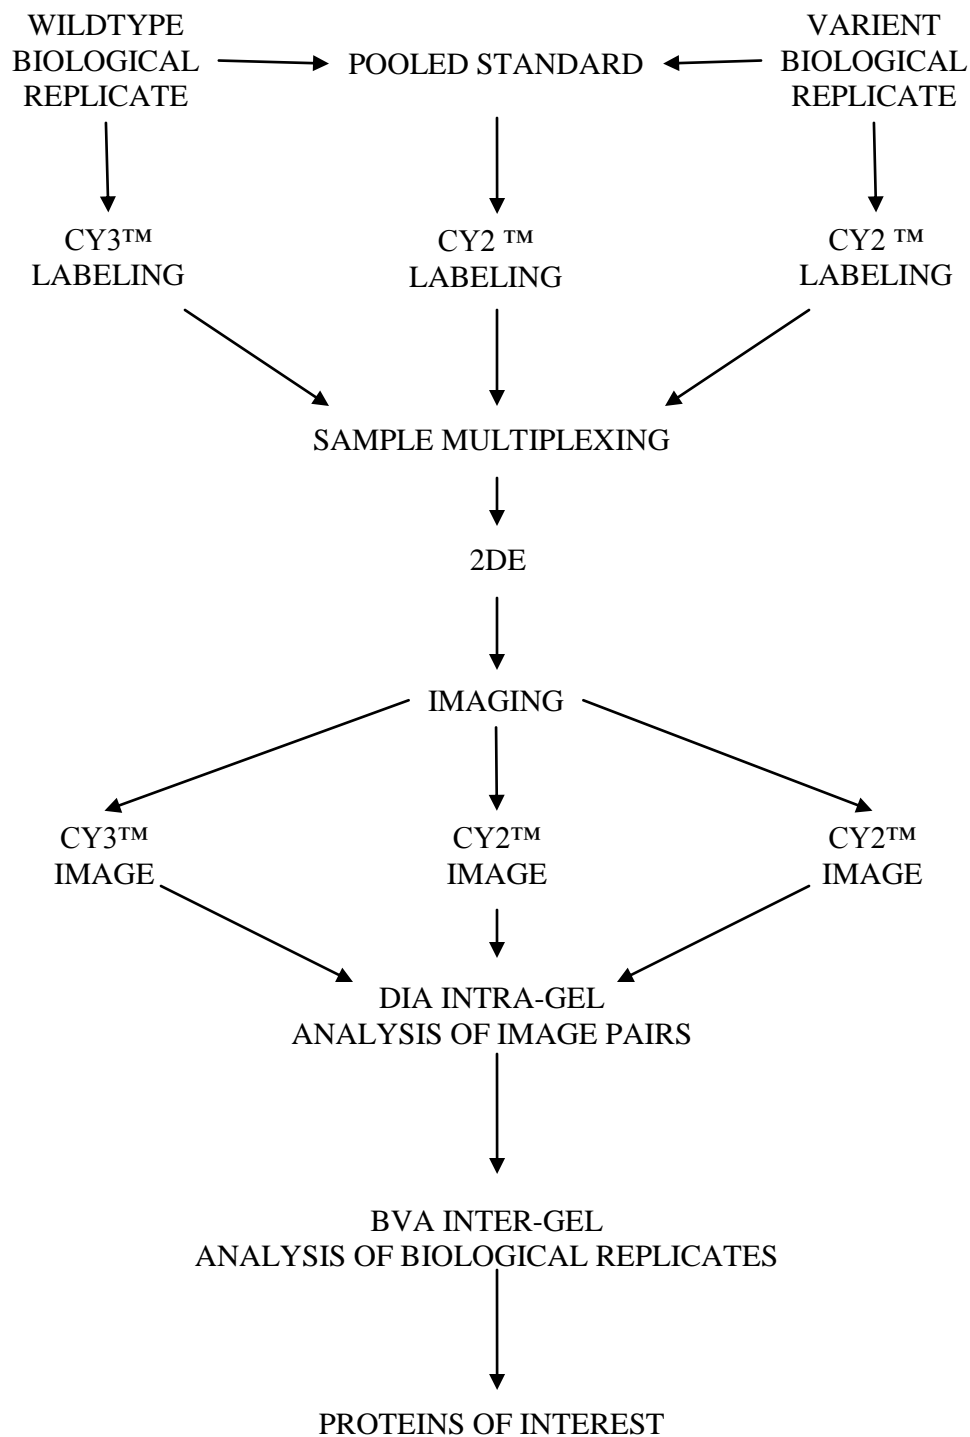 WILDTYPE
BIOLOGICAL
REPLICATE
POOLED STANDARD
VARIENT
BIOLOGICAL
REPLICATE
CY3™
LABELING
CY2 ™
LABELING
CY2 ™
LABELING
SAMPLE MULTIPLEXING
2DE
IMAGING
CY3™
IMAGE
CY2™
IMAGE
CY2™
IMAGE
DIA INTRA-GEL
ANALYSIS OF IMAGE PAIRS
BVA INTER-GEL
ANALYSIS OF BIOLOGICAL REPLICATES
PROTEINS OF INTEREST